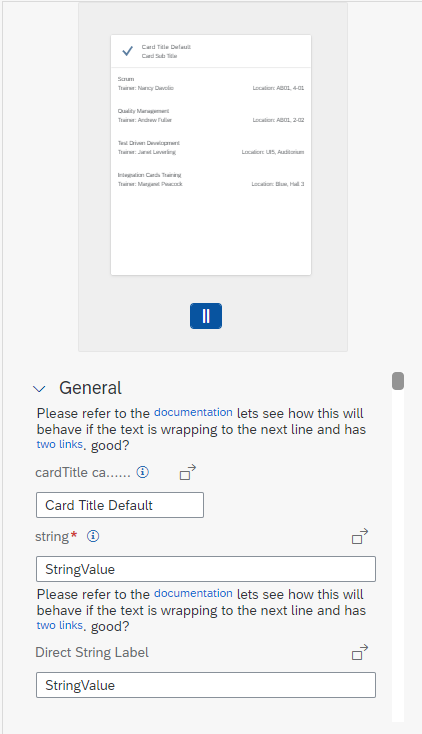 Card Title Default
Card Sub Title
Scrum
Trainer: Nancy Davolio Location: AB01, 4-01
Quality Management
Trainer: Andrew Fuller Location: AB01, 2-02
Test Driven Development
Trainer: Janet Leverling Location: UI5, Auditorium
Integration Cards Training
Trainer: Margaret Peacock Location: Blue, Hall 3
General
Please refer to the documentation lets see how this will
behave if the text is wrapping to the next line and has
two links. good?
cardTitle ca......
Card Title Default
string*
StringValue
Please refer to the documentation lets see how this will
behave if the text is wrapping to the next line and has
two links. good?
Direct String Label
StringValue